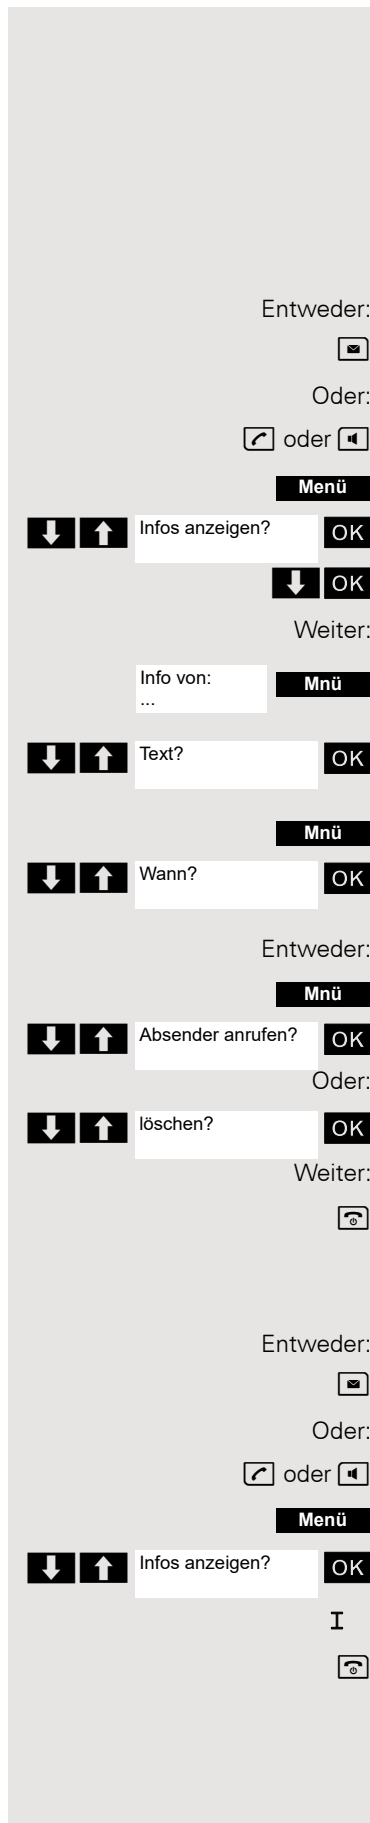 Entweder:
Oder:
oder
Menü
Infos anzeigen? OK
OK
Weiter:
Info von: Mnü
...
Text? OK
Mnü
Wann? OK
Entweder:
Mnü
Absender anrufen? OK
Oder:
löschen? OK
Weiter:
Entweder:
Oder:
oder
Menü
Infos anzeigen? OK
I